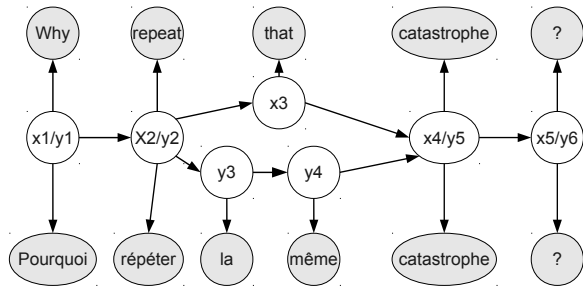 Why repeat that catastrophe ?
x3
x1/y1 X2/y2 x4/y5 x5/y6
y3 y4
Pourquoi répéter la même catastrophe ?